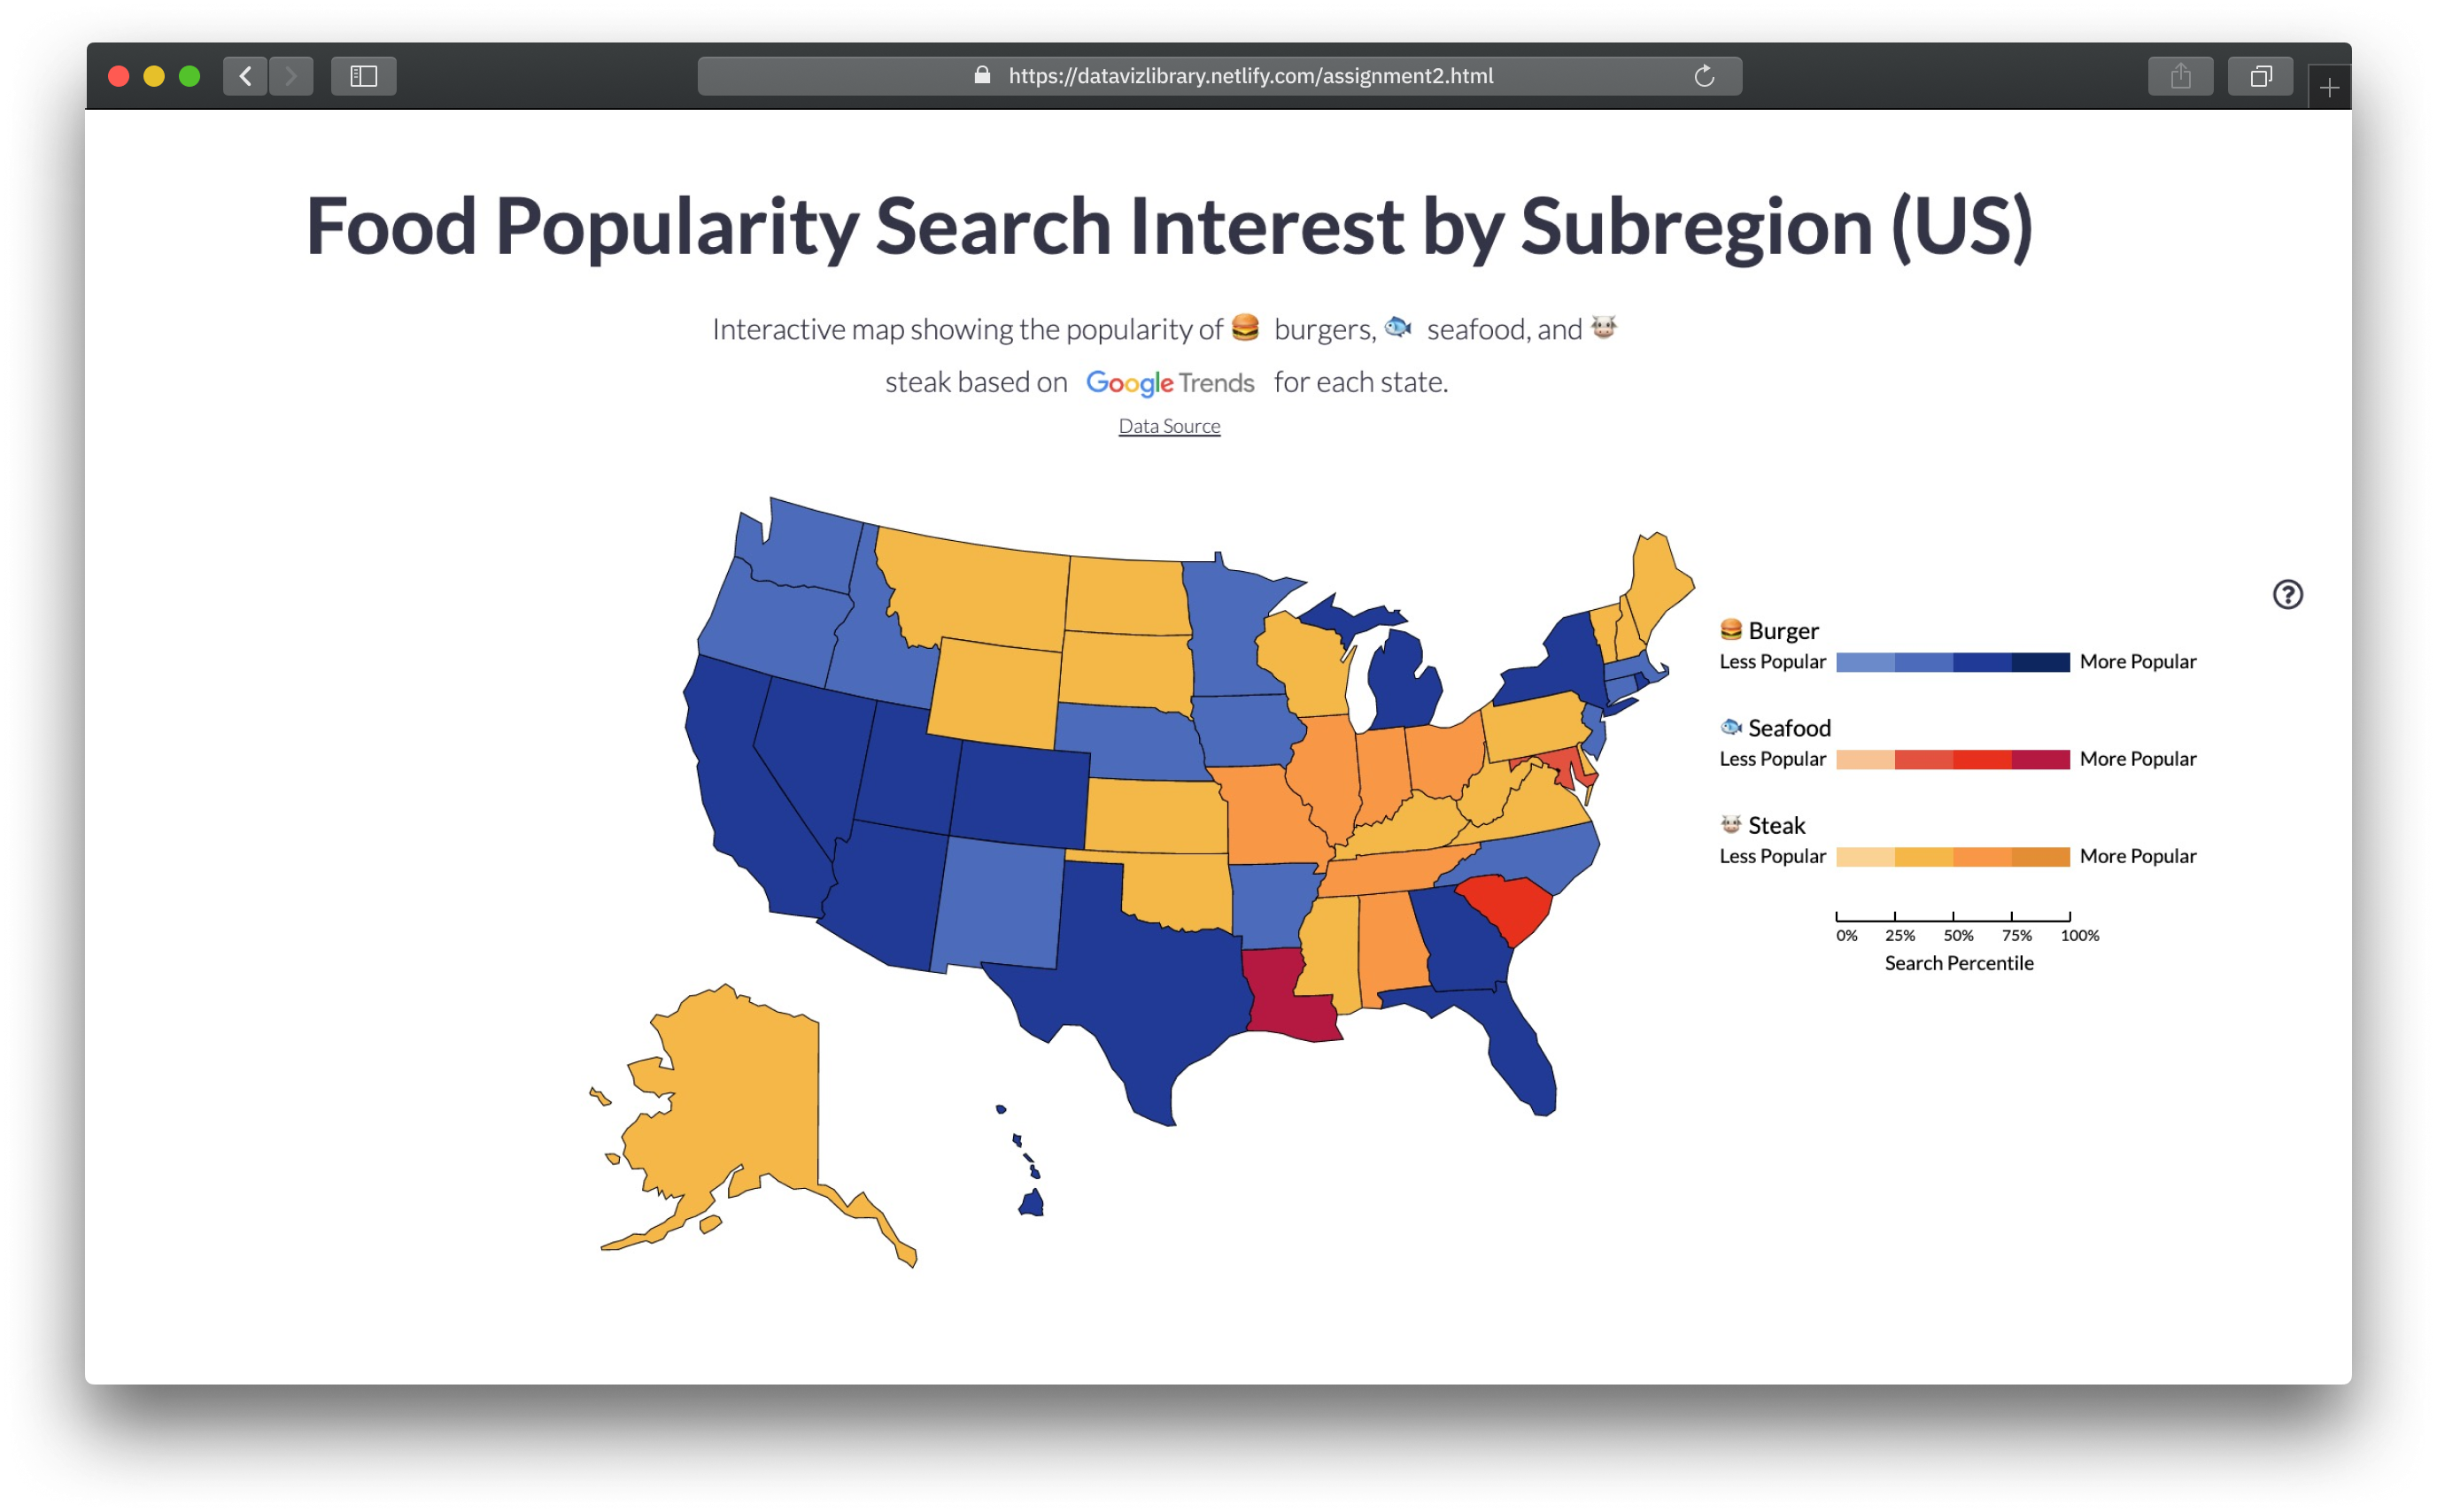 https://datavizlibrary.netlify.com/assignment2.html
Food Popularity Search Interest by Subregion (US)
Interactive map showing the popularity of 🍔 burgers, 🐟 seafood, and 🐮
steak based on Google Trends for each state.
Data Source
?
🍔 Burger
Less Popular More Popular
🐟 Seafood
Less Popular More Popular
🐮 Steak
Less Popular More Popular
0% 25% 50% 75% 100%
Search Percentile